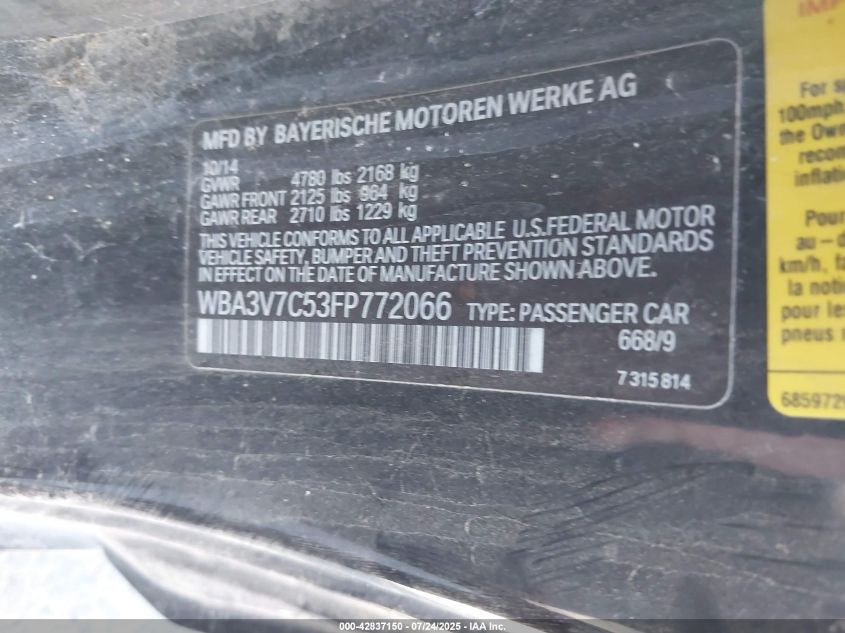 MFD BY BAYERISCHE MOTOREN WERKE AG
10/14
GVWR 4780 lbs 2168 kg
GAWR FRONT 2125 lbs 964 kg
GAWR REAR 2710 lbs 1229 kg
THIS VEHICLE CONFORMS TO ALL APPLICABLE U.S.FEDERAL MOTOR
VEHICLE SAFETY, BUMPER AND THEFT PREVENTION STANDARDS
IN EFFECT ON THE DATE OF MANUFACTURE SHOWN ABOVE.
WBA3V7C53FP772066 TYPE: PASSENGER CAR
668/9
7 315 814
For
100mph
the Own
recom
inflati
Pour
au-d
km/h, fa
la notic
pour les
pneus
685972
000-42837150 - 07/24/2025 - IAA Inc.